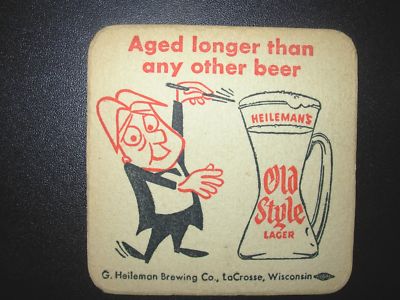 Aged longer than
any other beer
HEILEMAN'S
Old
Style
LAGER
G. Heileman Brewing Co., LaCrosse, Wisconsin